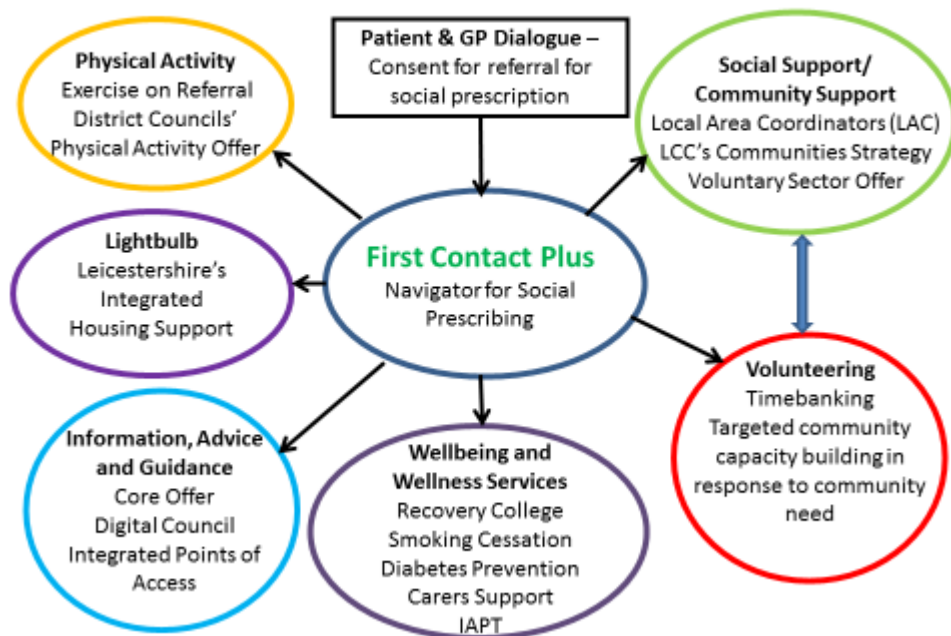 Patient & GP Dialogue –
Consent for referral for
social prescription
Physical Activity
Exercise on Referral
District Councils’
Physical Activity Offer
Social Support/
Community Support
Local Area Coordinators (LAC)
LCC’s Communities Strategy
Voluntary Sector Offer
First Contact Plus
Navigator for Social
Prescribing
Lightbulb
Leicestershire’s
Integrated
Housing Support
Volunteering
Timebanking
Targeted community
capacity building in
response to community
need
Information, Advice
and Guidance
Core Offer
Digital Council
Integrated Points of
Access
Wellbeing and
Wellness Services
Recovery College
Smoking Cessation
Diabetes Prevention
Carers Support
IAPT